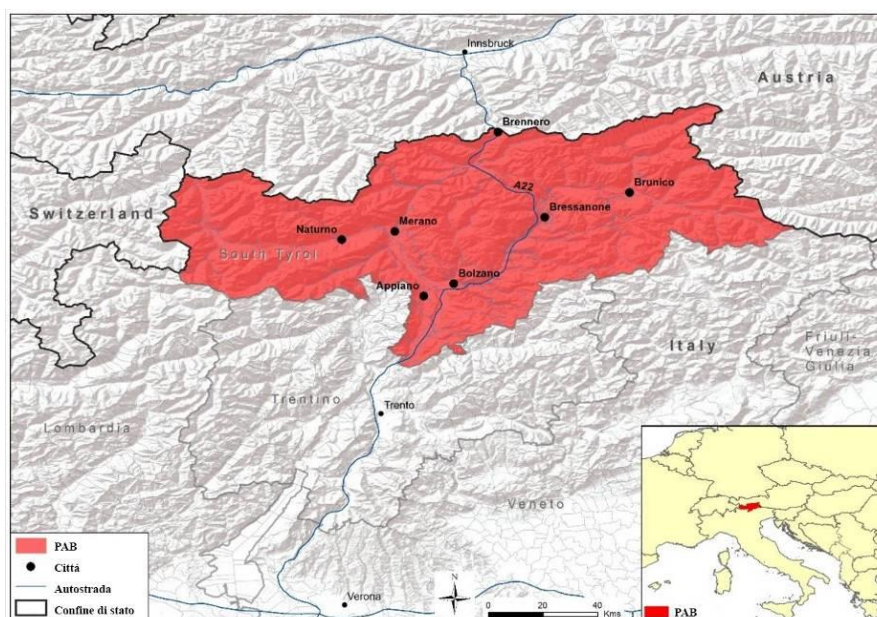 Innsbruck
Austria
Brennero
Switzerland
A22
Brunico
Bressanone
Naturno
Merano
South Tyrol
Appiano
Bolzano
Italy
Friuli-
Venezia
Giulia
Trentino
Trento
Lombardia
Veneto
Verona
PAB
Cittá
Autostrada
Confine di stato
N
0
20
40
Kms
PAB